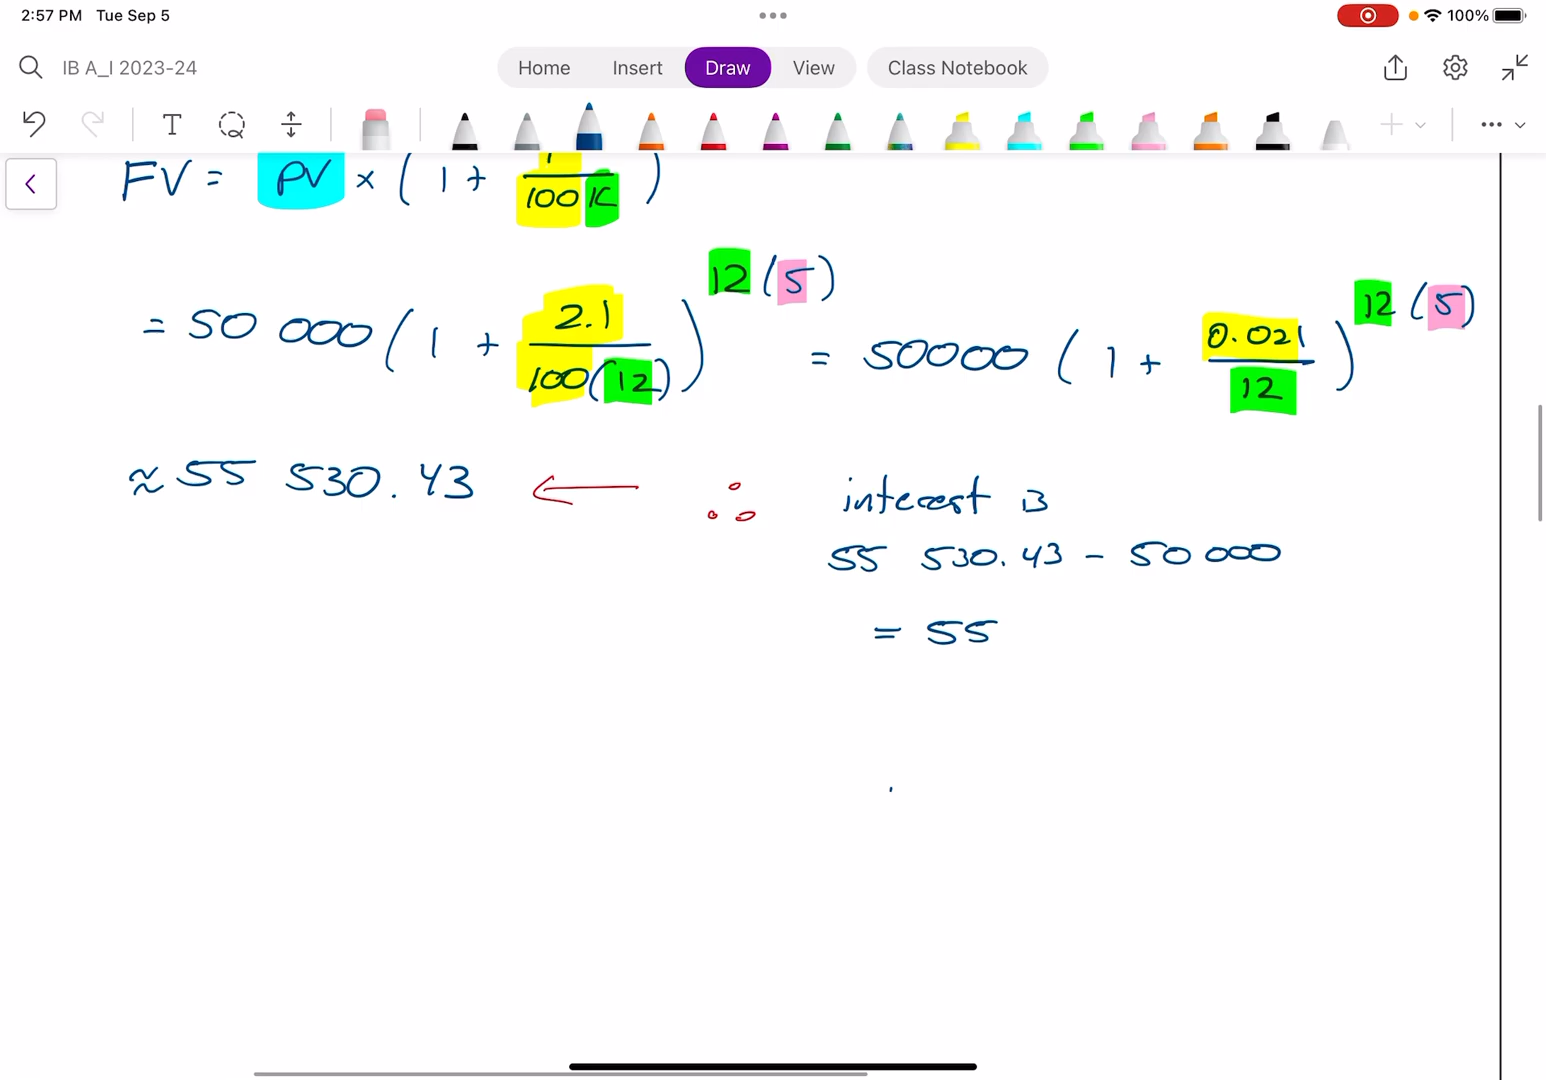 2:57 PM Tue Sep 5
100%
IB A_I 2023-24
Home Insert Draw View Class Notebook
T
FV = PV × ( 1 + / 100 K )
= 50 000 ( 1 + 2.1 / 100(12) ) 12 (5) = 50000 ( 1 + 0.021 / 12 ) 12 (5)
≈ 55 530.43 ← ∴ interest is
55 530.43 - 50 000
= 55